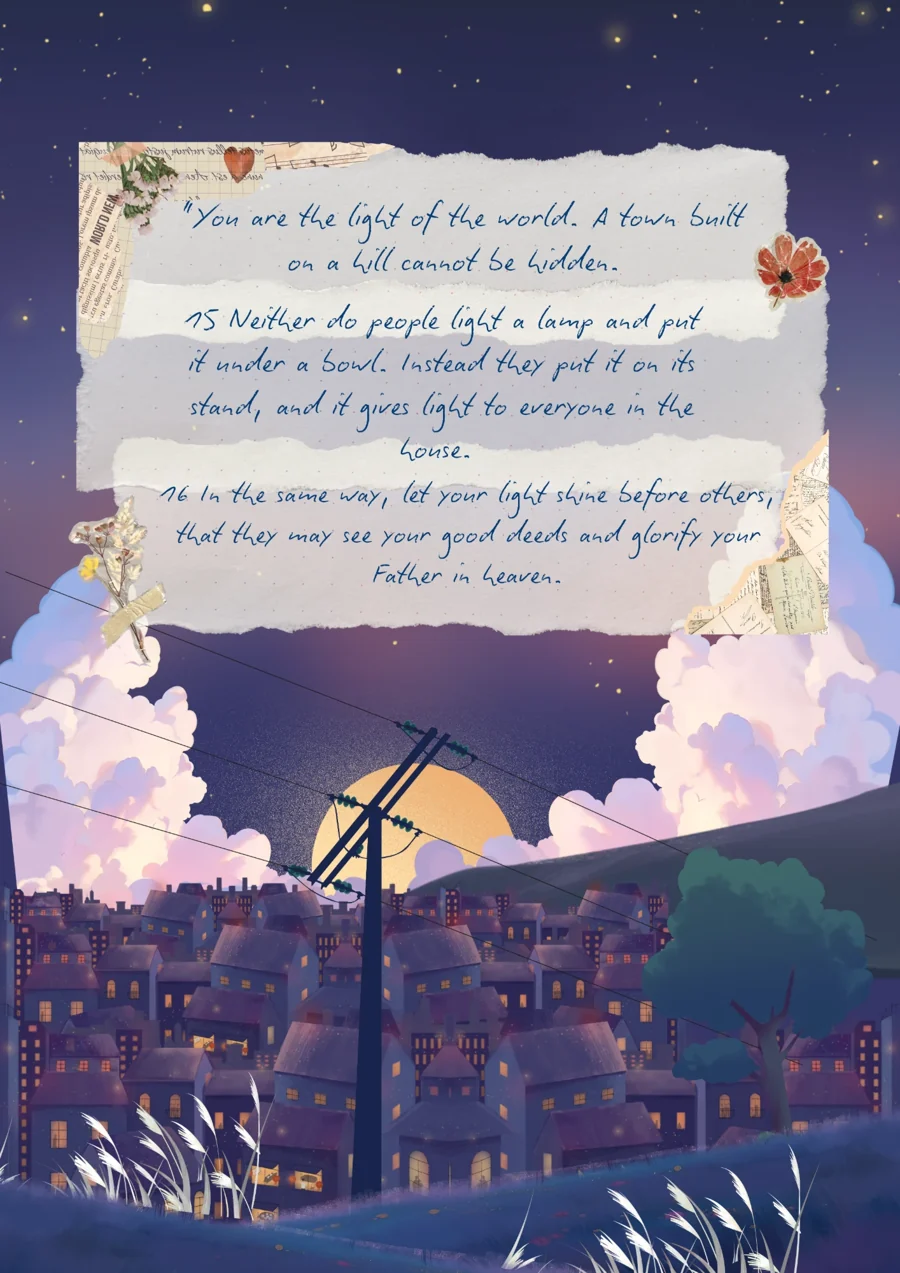 "You are the light of the world. A town built
on a hill cannot be hidden.
15 Neither do people light a lamp and put
it under a bowl. Instead they put it on its
stand, and it gives light to everyone in the
house.
16 In the same way, let your light shine before others,
that they may see your good deeds and glorify your
Father in heaven.